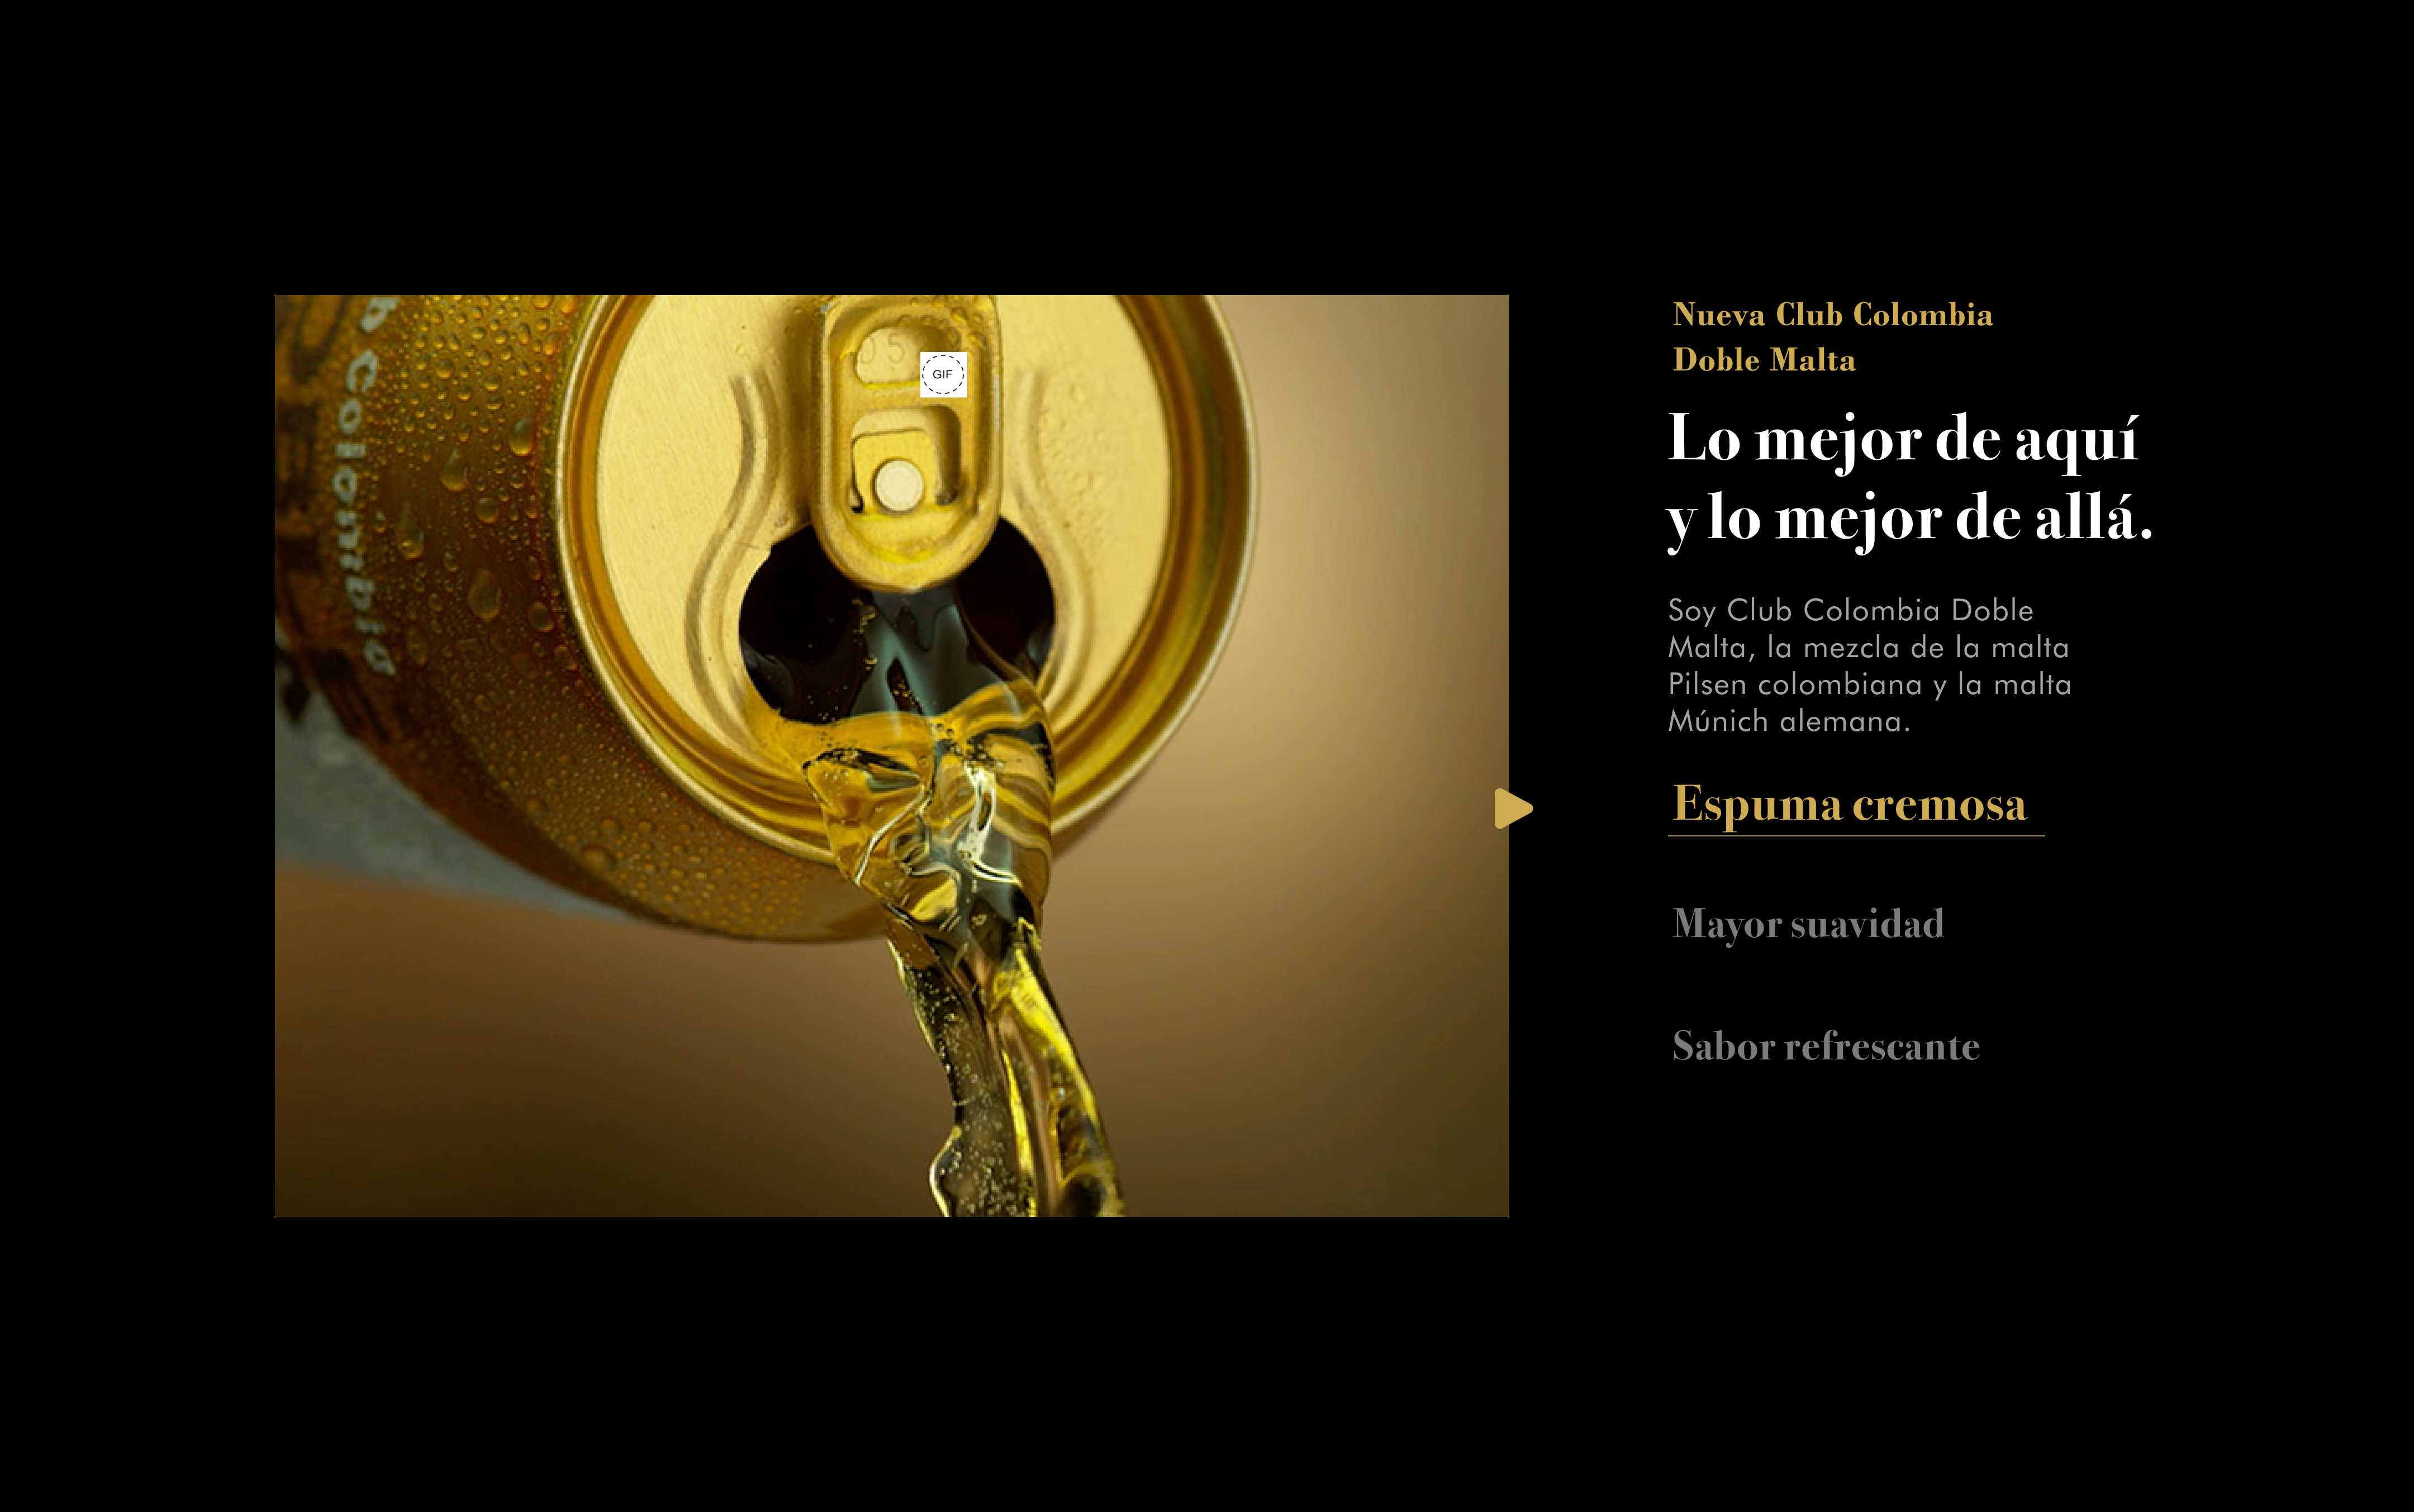 b Colombia
GIF
Nueva Club Colombia
Doble Malta
Lo mejor de aquí
y lo mejor de allá.
Soy Club Colombia Doble
Malta, la mezcla de la malta
Pilsen colombiana y la malta
Múnich alemana.
Espuma cremosa
Mayor suavidad
Sabor refrescante